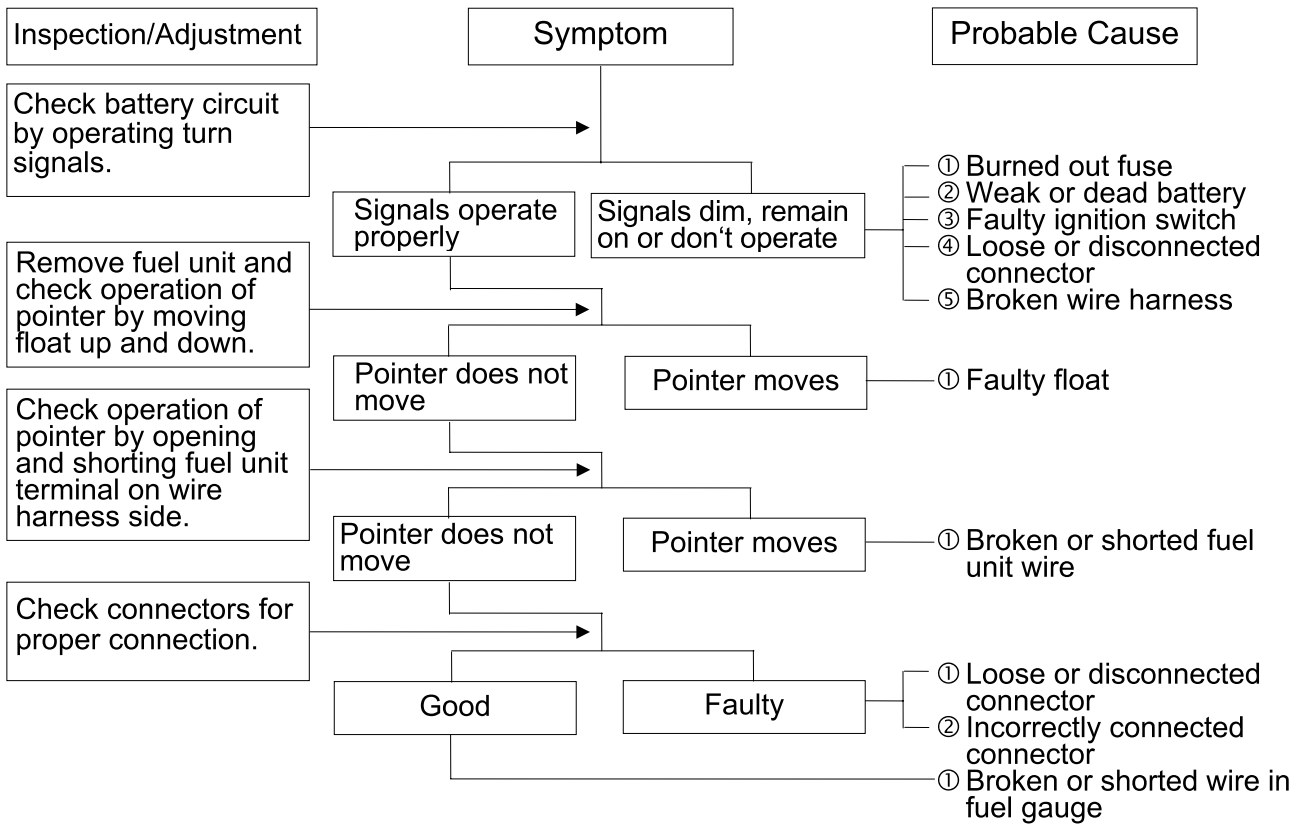 Inspection/Adjustment
Symptom
Probable Cause
Check battery circuit
by operating turn
signals.
Signals operate
properly
Signals dim, remain
on or don‘t operate
① Burned out fuse
② Weak or dead battery
③ Faulty ignition switch
④ Loose or disconnected
connector
⑤ Broken wire harness
Remove fuel unit and
check operation of
pointer by moving
float up and down.
Pointer does not
move
Pointer moves
① Faulty float
Check operation of
pointer by opening
and shorting fuel unit
terminal on wire
harness side.
Pointer does not
move
Pointer moves
① Broken or shorted fuel
unit wire
Check connectors for
proper connection.
Good
Faulty
① Loose or disconnected
connector
② Incorrectly connected
connector
① Broken or shorted wire in
fuel gauge